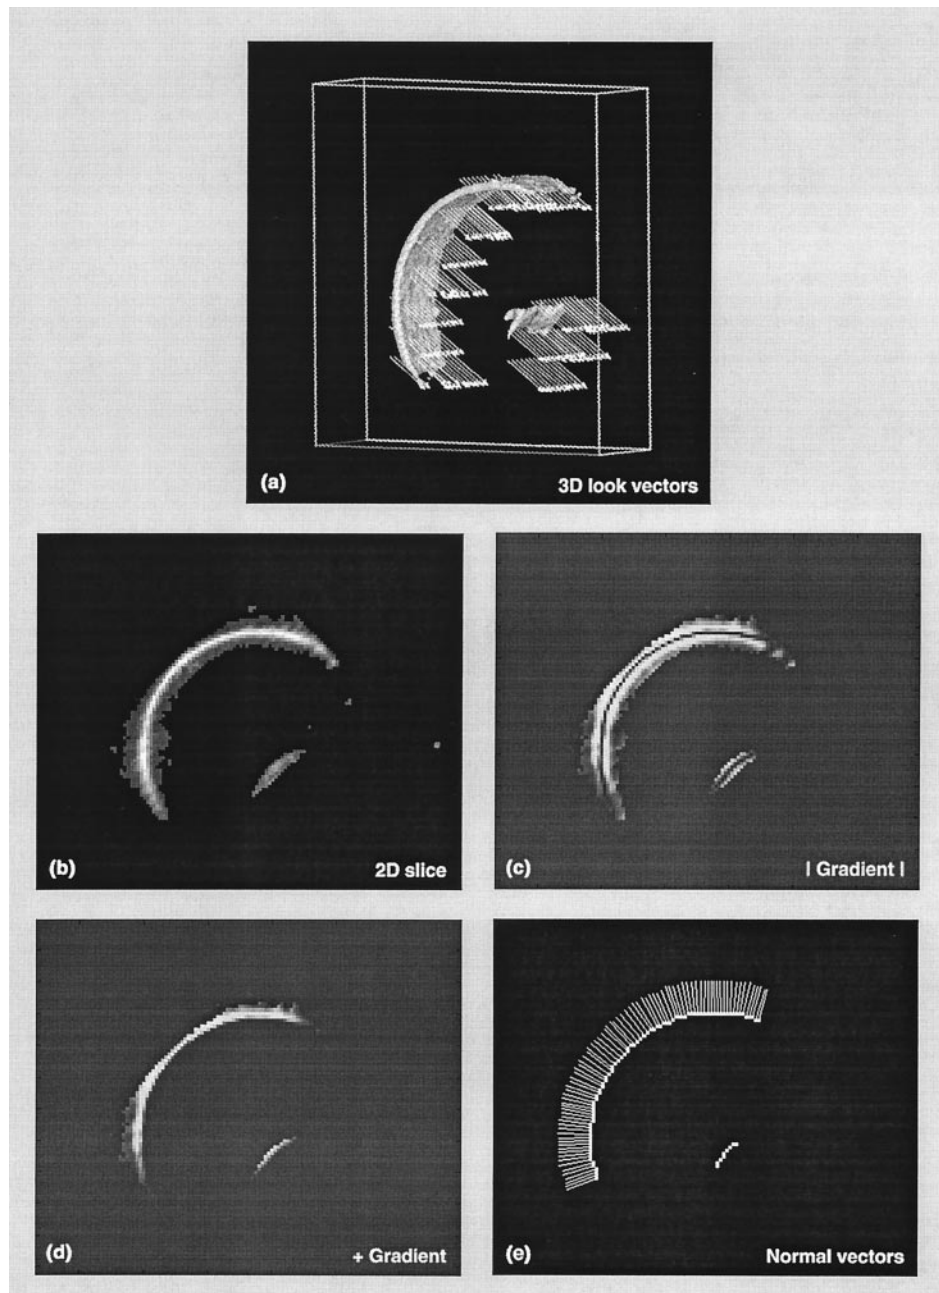 (a)
3D look vectors
(b)
2D slice
(c)
| Gradient |
(d)
+ Gradient
(e)
Normal vectors